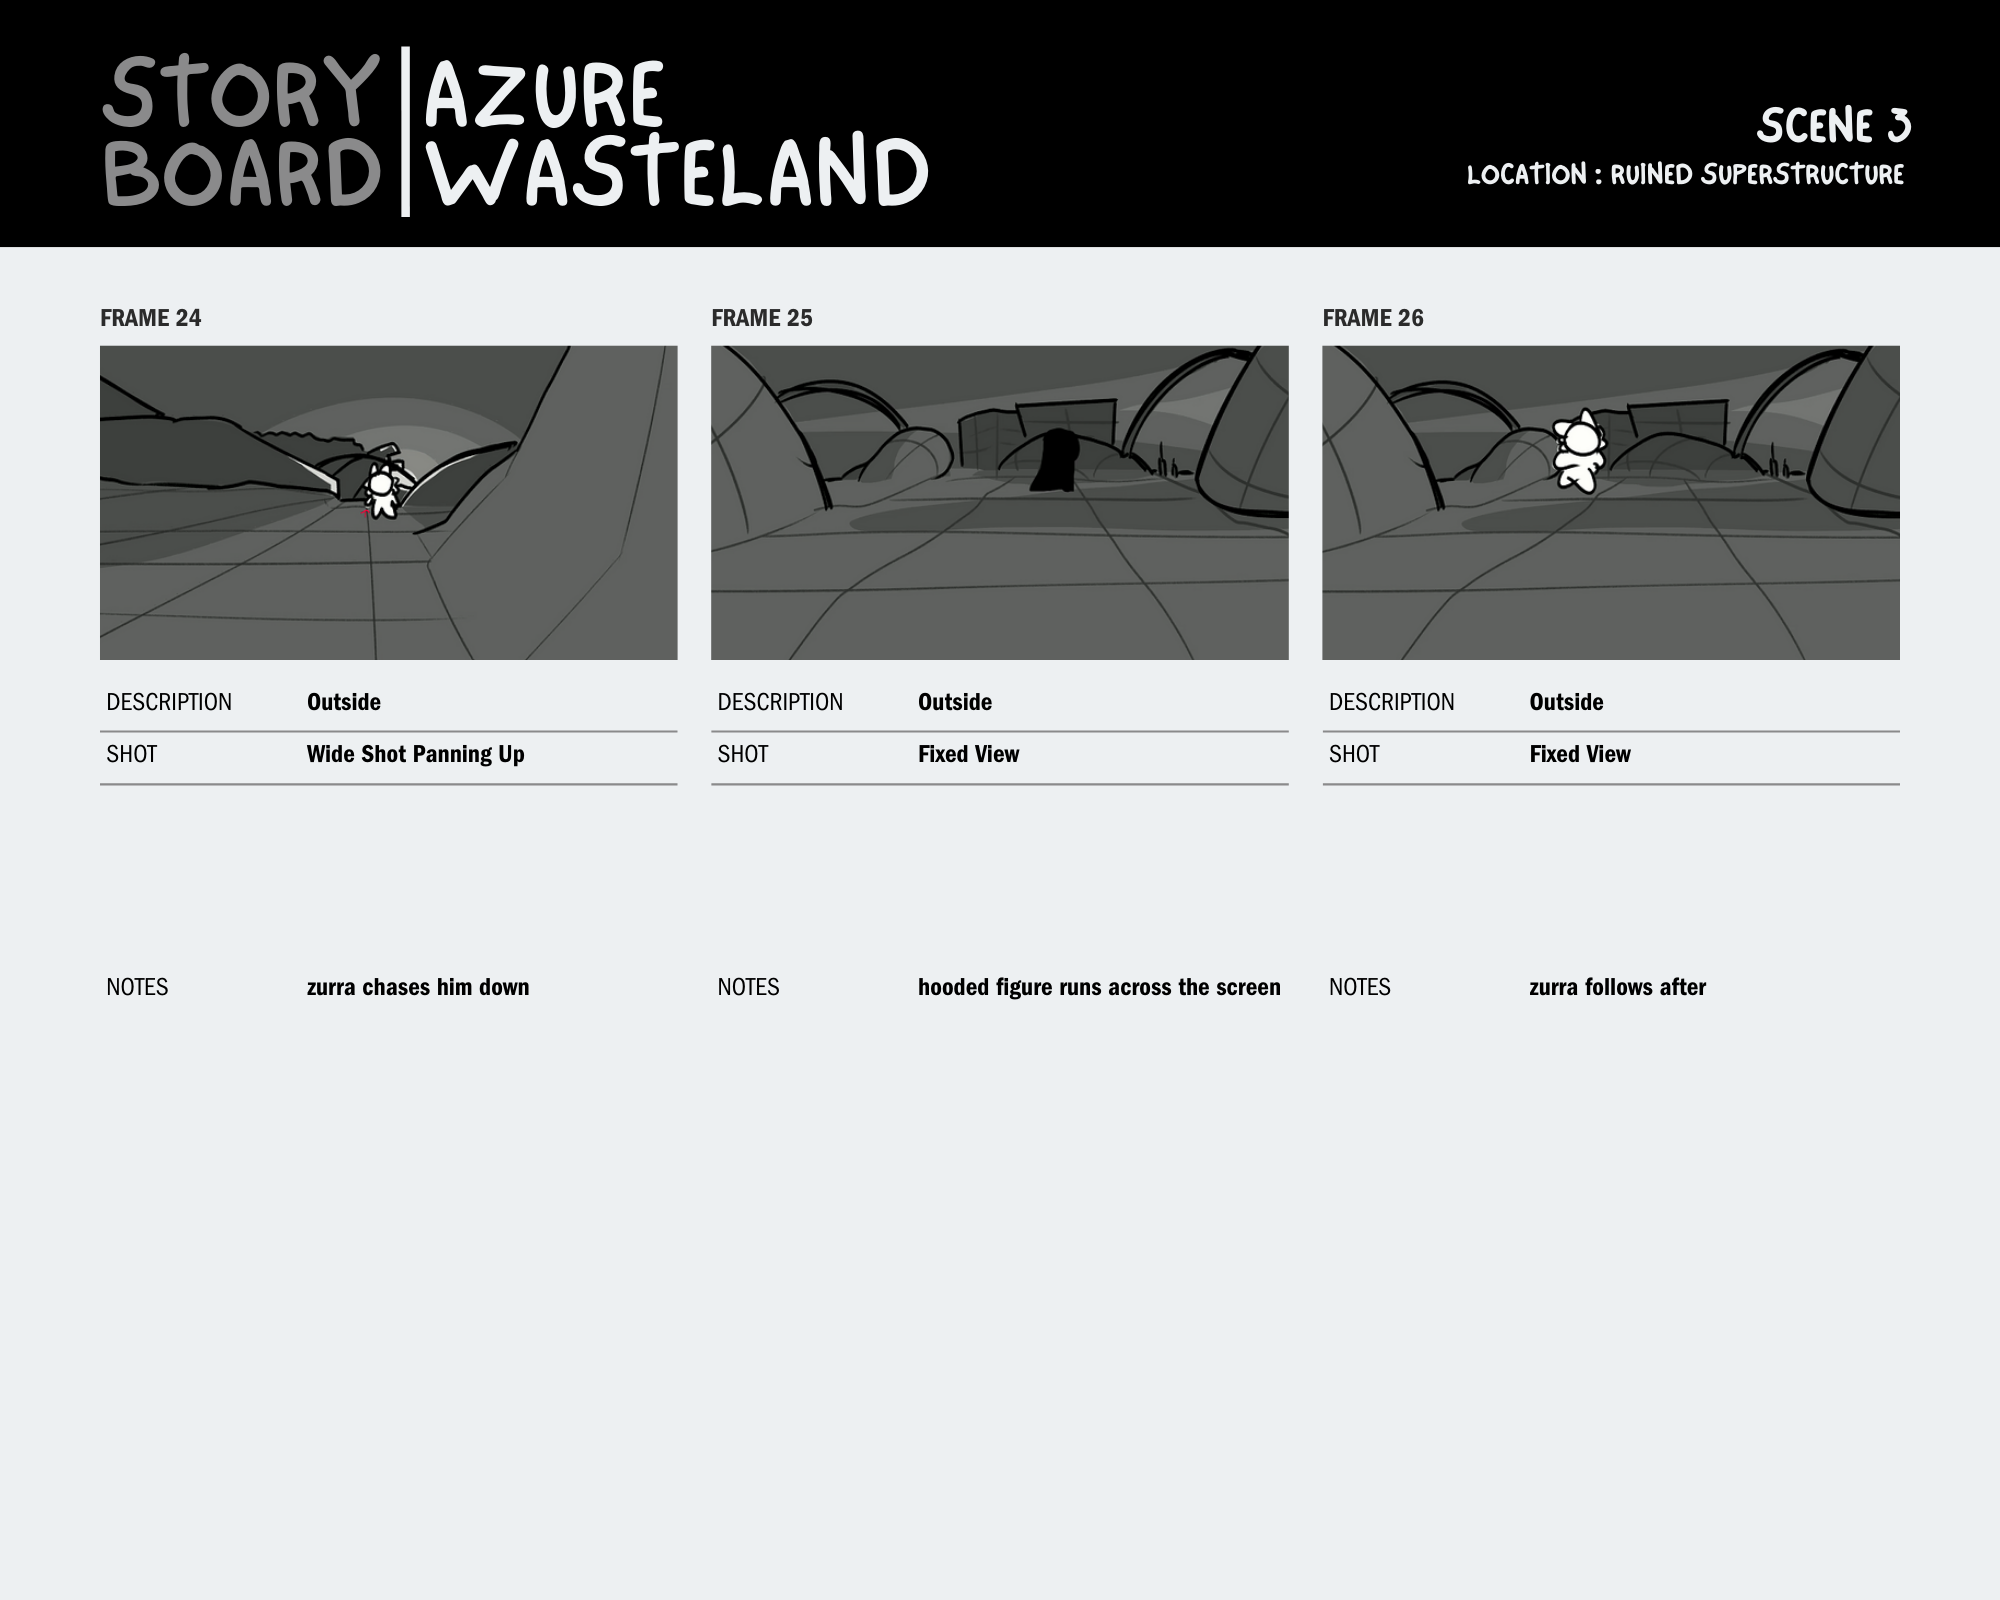 STORY
BOARD
AZURE
WASTELAND
SCENE 3
LOCATION : RUINED SUPERSTRUCTURE
FRAME 24
DESCRIPTION Outside
SHOT Wide Shot Panning Up
NOTES zurra chases him down
FRAME 25
DESCRIPTION Outside
SHOT Fixed View
NOTES hooded figure runs across the screen
FRAME 26
DESCRIPTION Outside
SHOT Fixed View
NOTES zurra follows after